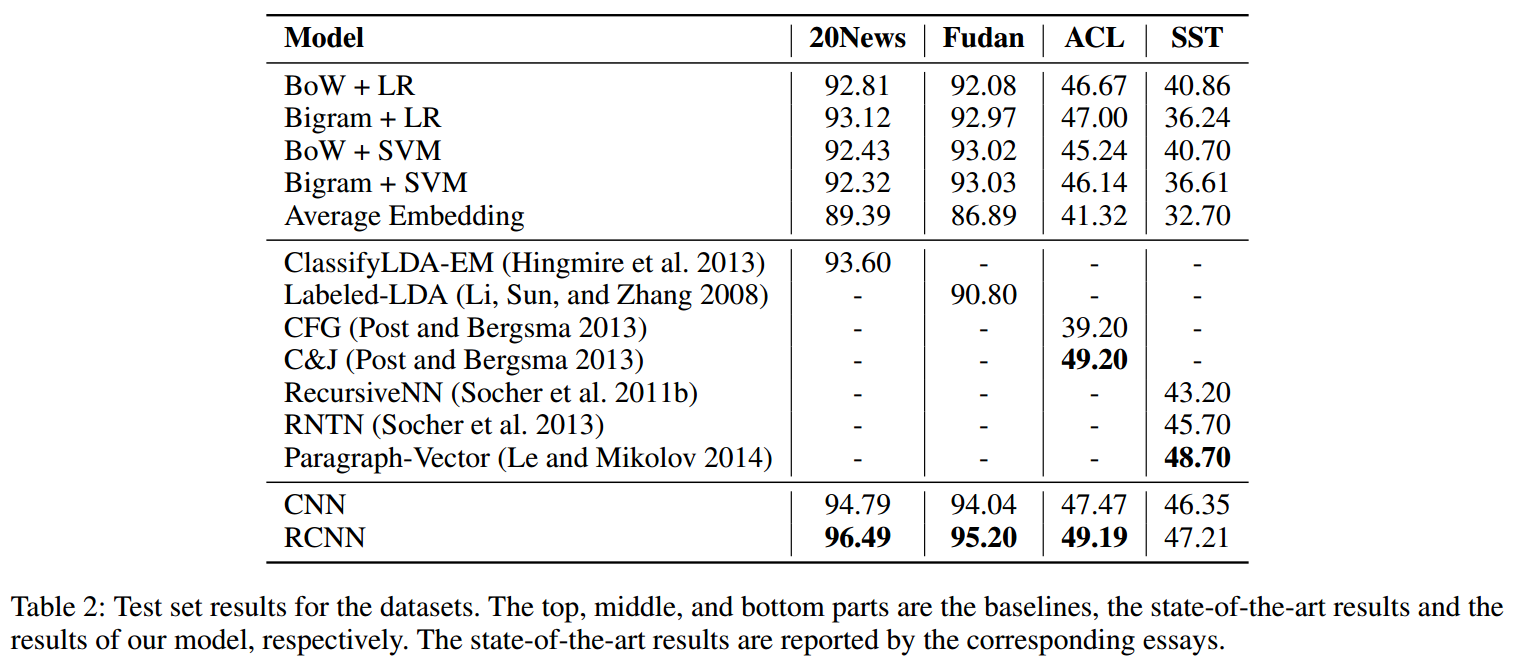 Model 20News Fudan ACL SST
BoW + LR 92.81 92.08 46.67 40.86
Bigram + LR 93.12 92.97 47.00 36.24
BoW + SVM 92.43 93.02 45.24 40.70
Bigram + SVM 92.32 93.03 46.14 36.61
Average Embedding 89.39 86.89 41.32 32.70
ClassifyLDA-EM (Hingmire et al. 2013) 93.60 - - -
Labeled-LDA (Li, Sun, and Zhang 2008) - 90.80 - -
CFG (Post and Bergsma 2013) - - 39.20 -
C&J (Post and Bergsma 2013) - - 49.20 -
RecursiveNN (Socher et al. 2011b) - - - 43.20
RNTN (Socher et al. 2013) - - - 45.70
Paragraph-Vector (Le and Mikolov 2014) - - - 48.70
CNN 94.79 94.04 47.47 46.35
RCNN 96.49 95.20 49.19 47.21
Table 2: Test set results for the datasets. The top, middle, and bottom parts are the baselines, the state-of-the-art results and the
results of our model, respectively. The state-of-the-art results are reported by the corresponding essays.